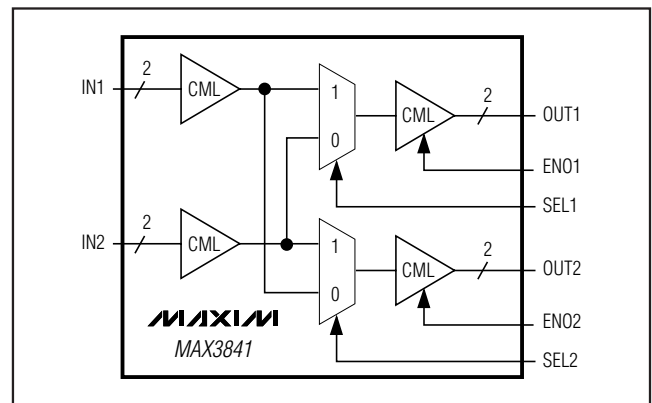 IN1
2
CML
1
0
CML
2
OUT1
ENO1
SEL1
IN2
2
CML
1
0
CML
2
OUT2
ENO2
SEL2
MAXIM
MAX3841